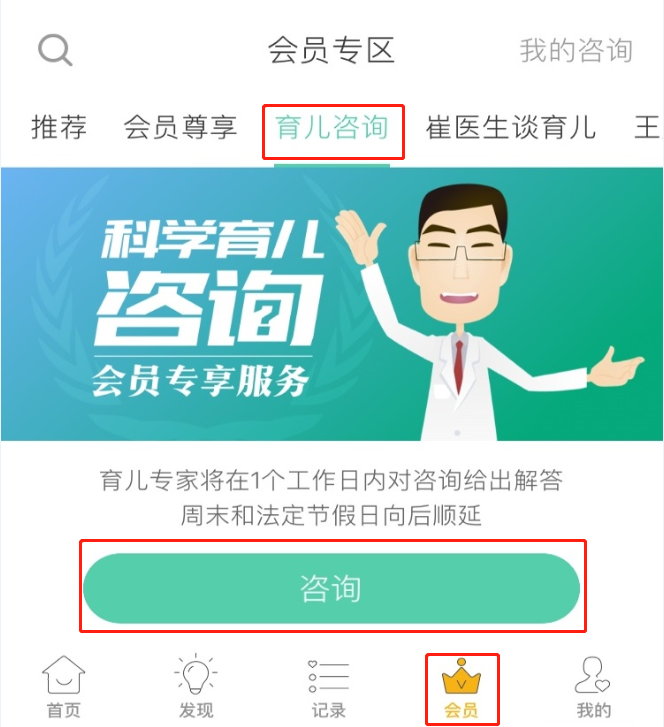 会员专区 我的咨询
推荐 会员尊享 育儿咨询 崔医生谈育儿 王
科学育儿
咨询
会员专享服务
育儿专家将在1个工作日内对咨询给出解答
周末和法定节假日向后顺延
咨询
首页 发现 记录 会员 我的